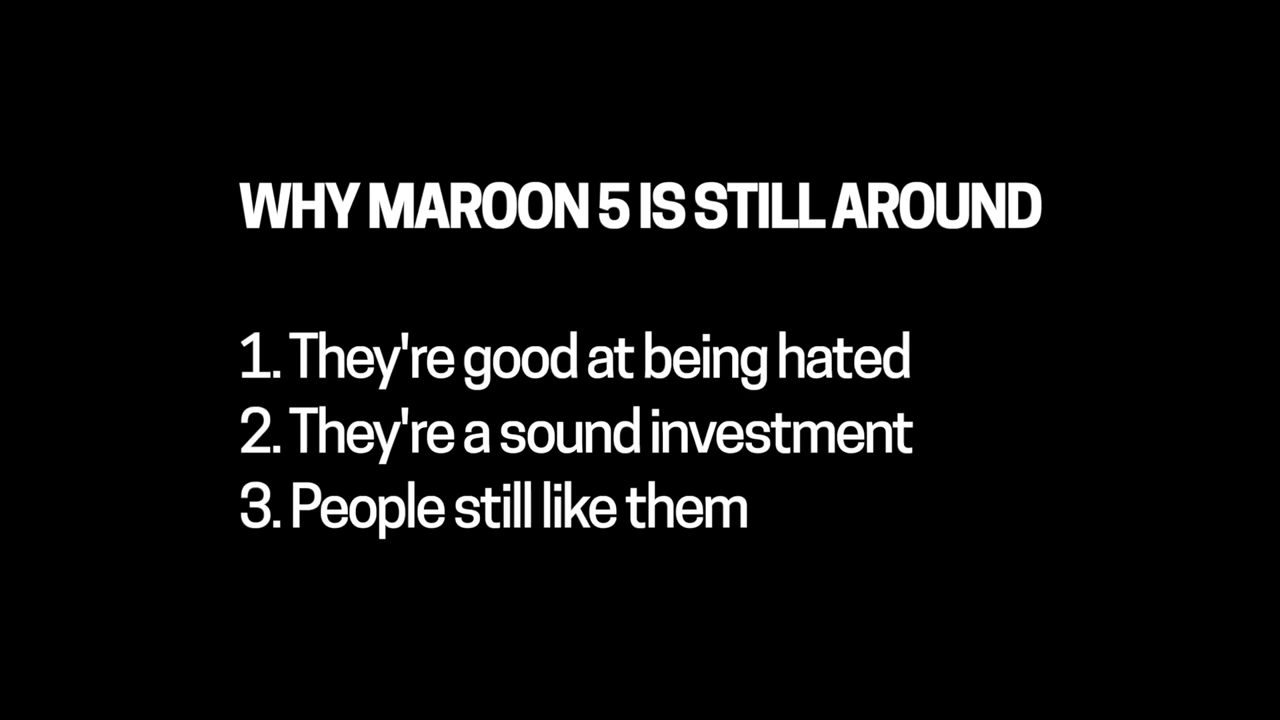 WHY MAROON 5 IS STILL AROUND
1. They're good at being hated
2. They're a sound investment
3. People still like them